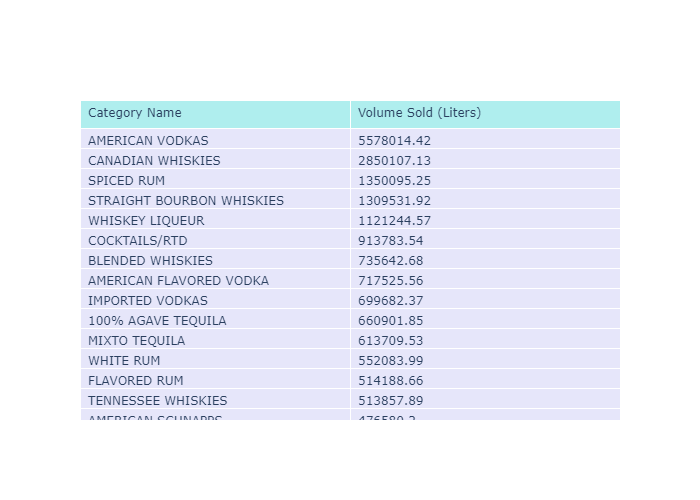 Category Name Volume Sold (Liters)
AMERICAN VODKAS 5578014.42
CANADIAN WHISKIES 2850107.13
SPICED RUM 1350095.25
STRAIGHT BOURBON WHISKIES 1309531.92
WHISKEY LIQUEUR 1121244.57
COCKTAILS/RTD 913783.54
BLENDED WHISKIES 735642.68
AMERICAN FLAVORED VODKA 717525.56
IMPORTED VODKAS 699682.37
100% AGAVE TEQUILA 660901.85
MIXTO TEQUILA 613709.53
WHITE RUM 552083.99
FLAVORED RUM 514188.66
TENNESSEE WHISKIES 513857.89
AMERICAN SCHNAPPS